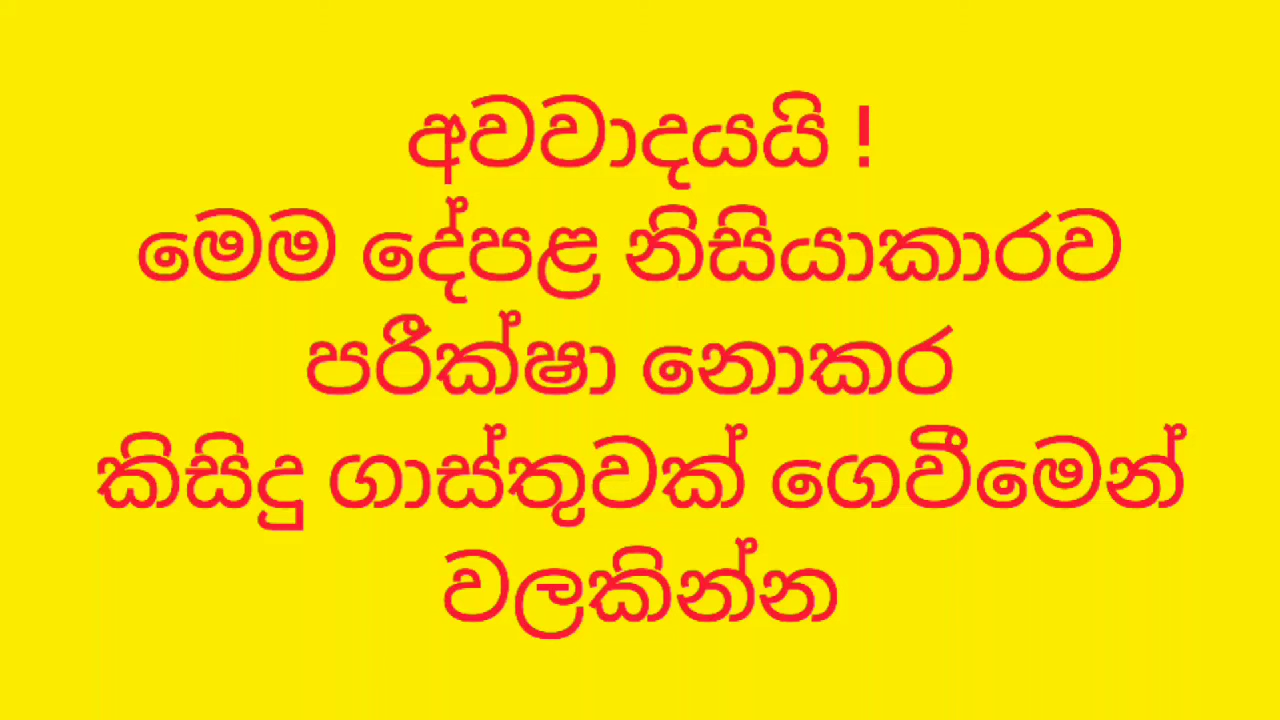 අවවාදයයි !
මෙම දේපළ නිසියාකාරව
පරීක්ෂා නොකර
කිසිදු ගාස්තුවක් ගෙවීමෙන්
වලකින්න